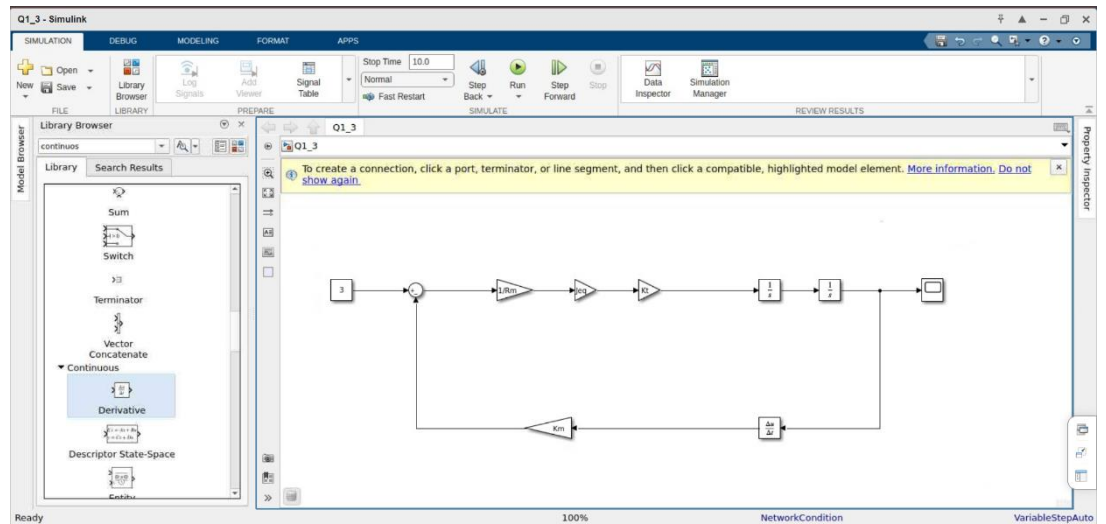 Q1_3 - Simulink
SIMULATION DEBUG MODELING FORMAT APPS
New
Open
Save
FILE
Library Browser
LIBRARY
Log Signals
Add Viewer
Signal Table
PREPARE
Stop Time 10.0
Normal
Fast Restart
Step Back
Run
Step Forward
Stop
SIMULATE
Data Inspector
Simulation Manager
REVIEW RESULTS
Model Browser
Library Browser
continuos
Library Search Results
Sum
Switch
Terminator
Vector
Concatenate
Continuous
Derivative
Descriptor State-Space
Entity
Q1_3
Q1_3
To create a connection, click a port, terminator, or line segment, and then click a compatible, highlighted model element. More information. Do not
show again.
3 1/Rm Jeq Kt 1/s 1/s
Km Δu/Δt
Property Inspector
Ready 100% NetworkCondition VariableStepAuto